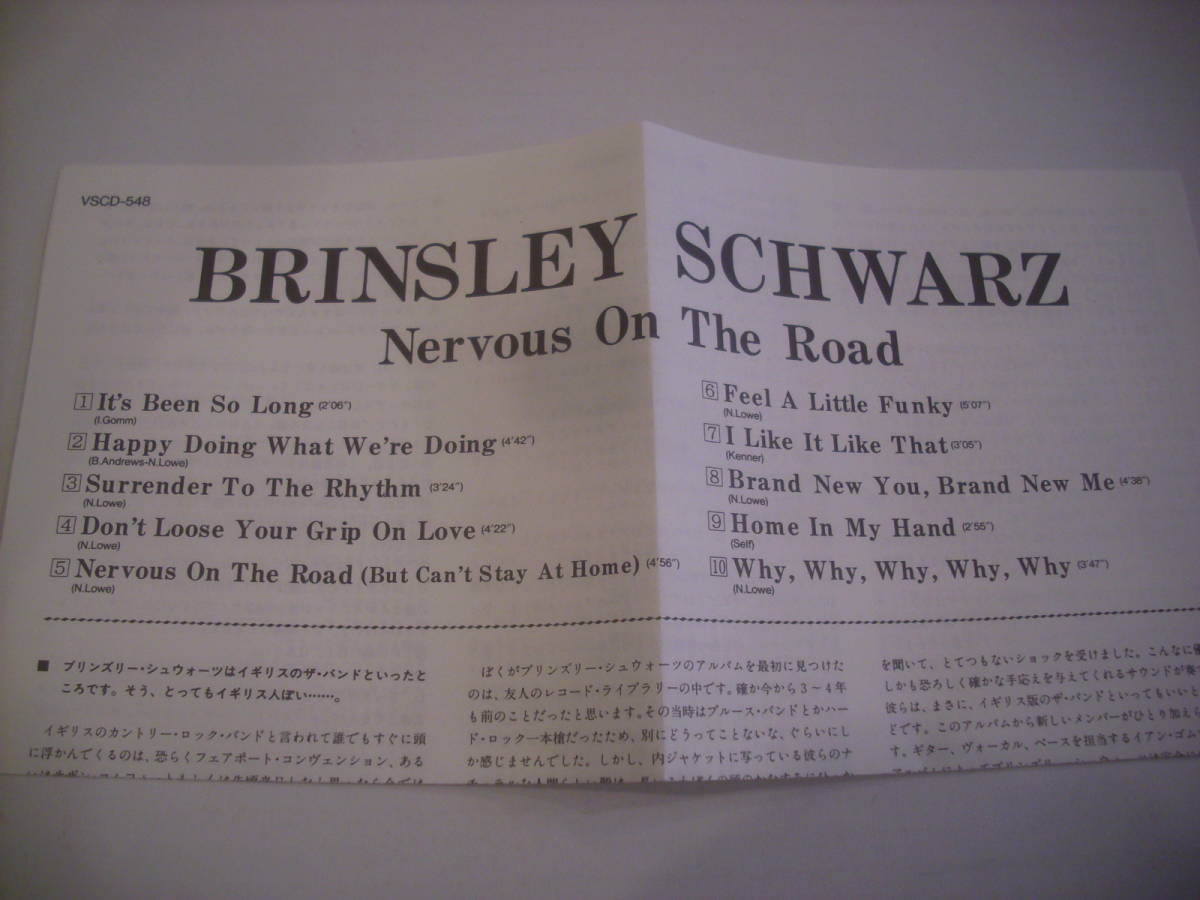 VSCD-548
BRINSLEY SCHWARZ
Nervous On The Road
1 It's Been So Long (2'06")
(I.Gomm)
2 Happy Doing What We're Doing (4'42")
(B.Andrews-N.Lowe)
3 Surrender To The Rhythm (3'24")
(N.Lowe)
4 Don't Loose Your Grip On Love (4'22")
(N.Lowe)
5 Nervous On The Road (But Can't Stay At Home) (4'56")
(N.Lowe)
6 Feel A Little Funky (5'07")
(N.Lowe)
7 I Like It Like That (3'05")
(Kenner)
8 Brand New You, Brand New Me (4'38")
(N.Lowe)
9 Home In My Hand (2'55")
(Self)
10 Why, Why, Why, Why, Why (3'47")
(N.Lowe)
■ ブリンズリー・シュウォーツはイギリスのザ・バンドといったと
ころです。そう、とってもイギリス人ぽい……。
イギリスのカントリー・ロック・バンドと言われて誰でもすぐに頭
に浮かんでくるのは、恐らくフェアポート・コンヴェンション、ある
ぼくがブリンズリー・シュウォーツのアルバムを最初に見つけた
のは、友人のレコード・ライブラリーの中です。確か今から3〜4年
も前のことだったと思います。その当時はブルース・バンドとかハー
ド・ロック一本槍だったため、別にどうってことないな、ぐらいにし
か感じませんでした。しかし、内ジャケットに写っている彼らのナ
を聞いて、とてつもないショックを受けました。こんなに
しかも恐ろしく確かな手応えを与えてくれるサウンドが
彼らは、まさに、イギリス版のザ・バンドといってもいい
どです。このアルバムから新しいメンバーがひとり加え
す。ギター、ヴォーカル、ベースを担当するイアン・ゴム